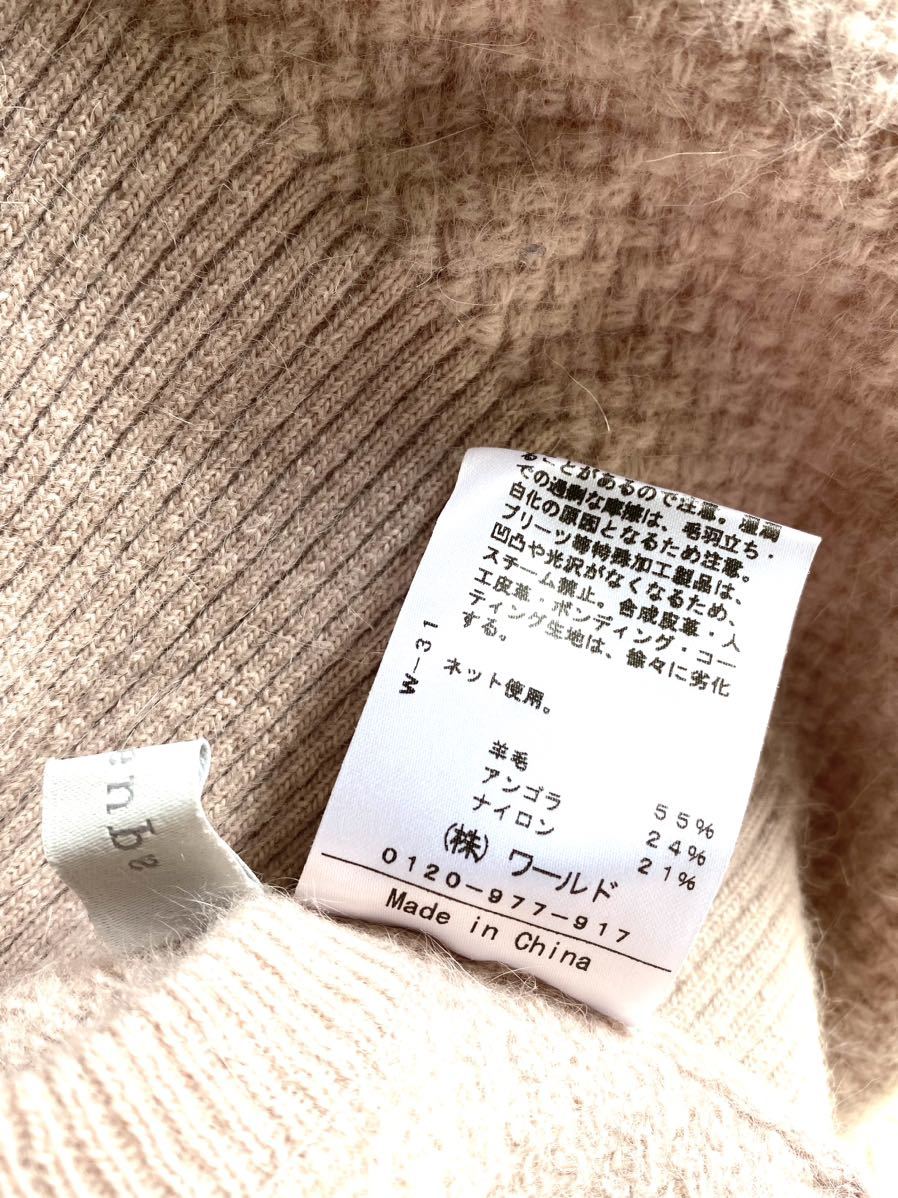 ることがあるので注意。湿潤
での過剰な摩擦は、毛羽立ち・
白化の原因となるため注意。
プリーツ等特殊加工製品は、
凹凸や光沢がなくなるため、
スチーム禁止。合成皮革・人
工皮革・ボンディング・コー
ティング生地は、徐々に劣化
する。
W-31
ネット使用。
羊毛 55%
アンゴラ 24%
ナイロン 21%
(株) ワールド
0120-977-917
Made in China